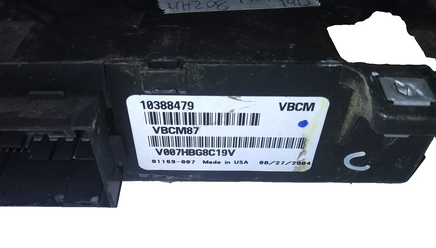 10388479 VBCM
VBCM87
V007HBG8C19V
01169-007 Made in USA 08/27/2004
C